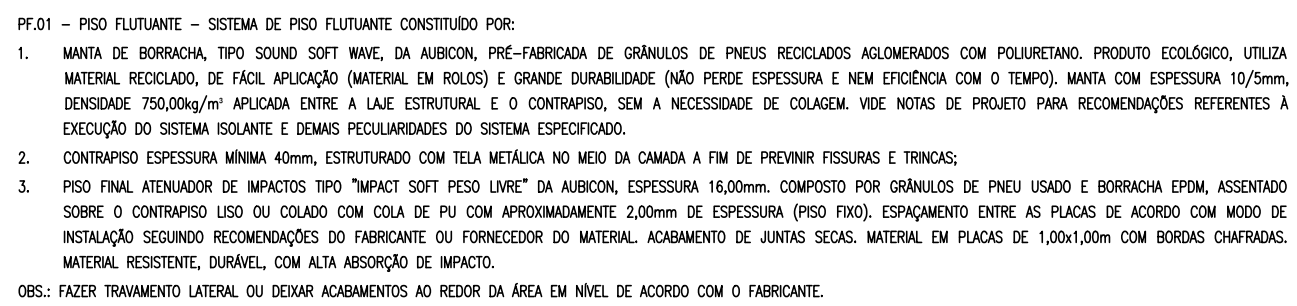 PF.01 – PISO FLUTUANTE – SISTEMA DE PISO FLUTUANTE CONSTITUÍDO POR:
1. MANTA DE BORRACHA, TIPO SOUND SOFT WAVE, DA AUBICON, PRÉ-FABRICADA DE GRÂNULOS DE PNEUS RECICLADOS AGLOMERADOS COM POLIURETANO. PRODUTO ECOLÓGICO, UTILIZA
MATERIAL RECICLADO, DE FÁCIL APLICAÇÃO (MATERIAL EM ROLOS) E GRANDE DURABILIDADE (NÃO PERDE ESPESSURA E NEM EFICIÊNCIA COM O TEMPO). MANTA COM ESPESSURA 10/5mm,
DENSIDADE 750,00kg/m³ APLICADA ENTRE A LAJE ESTRUTURAL E O CONTRAPISO, SEM A NECESSIDADE DE COLAGEM. VIDE NOTAS DE PROJETO PARA RECOMENDAÇÕES REFERENTES À
EXECUÇÃO DO SISTEMA ISOLANTE E DEMAIS PECULIARIDADES DO SISTEMA ESPECIFICADO.
2. CONTRAPISO ESPESSURA MÍNIMA 40mm, ESTRUTURADO COM TELA METÁLICA NO MEIO DA CAMADA A FIM DE PREVINIR FISSURAS E TRINCAS;
3. PISO FINAL ATENUADOR DE IMPACTOS TIPO "IMPACT SOFT PESO LIVRE" DA AUBICON, ESPESSURA 16,00mm. COMPOSTO POR GRÂNULOS DE PNEU USADO E BORRACHA EPDM, ASSENTADO
SOBRE O CONTRAPISO LISO OU COLADO COM COLA DE PU COM APROXIMADAMENTE 2,00mm DE ESPESSURA (PISO FIXO). ESPAÇAMENTO ENTRE AS PLACAS DE ACORDO COM MODO DE
INSTALAÇÃO SEGUINDO RECOMENDAÇÕES DO FABRICANTE OU FORNECEDOR DO MATERIAL. ACABAMENTO DE JUNTAS SECAS. MATERIAL EM PLACAS DE 1,00x1,00m COM BORDAS CHAFRADAS.
MATERIAL RESISTENTE, DURÁVEL, COM ALTA ABSORÇÃO DE IMPACTO.
OBS.: FAZER TRAVAMENTO LATERAL OU DEIXAR ACABAMENTOS AO REDOR DA ÁREA EM NÍVEL DE ACORDO COM O FABRICANTE.